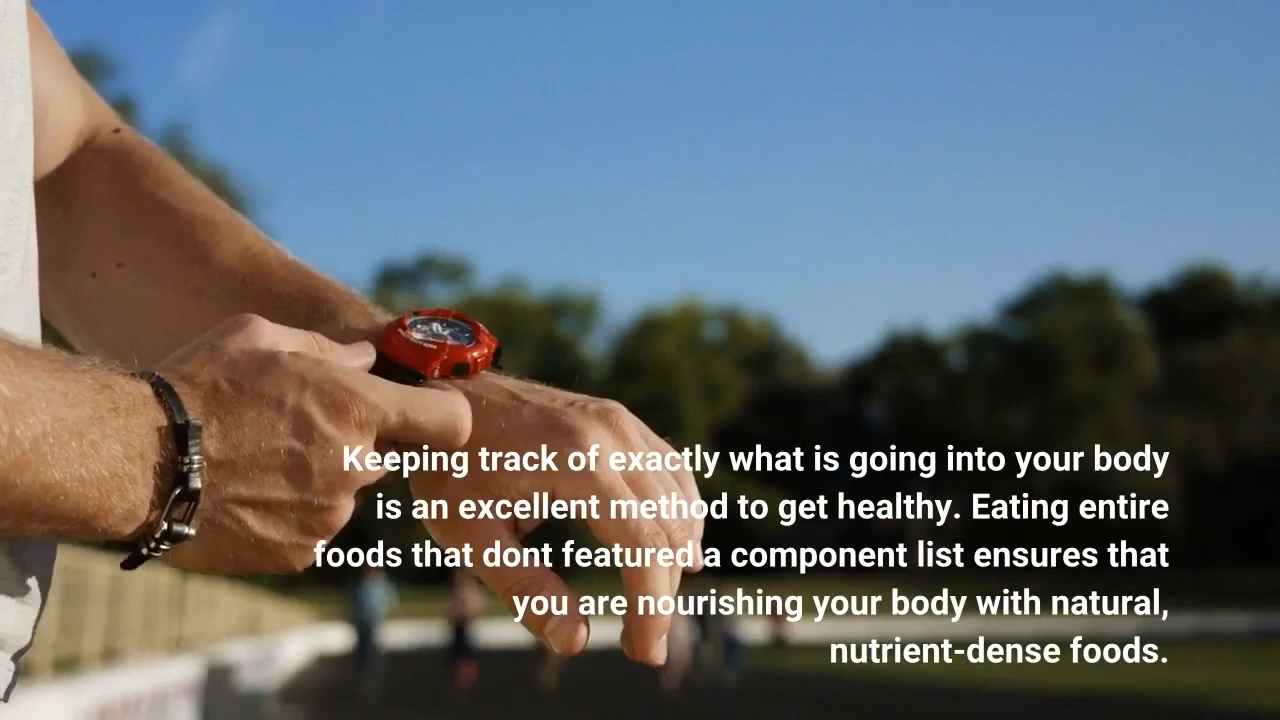 Keeping track of exactly what is going into your body
is an excellent method to get healthy. Eating entire
foods that dont featured a component list ensures that
you are nourishing your body with natural,
nutrient-dense foods.